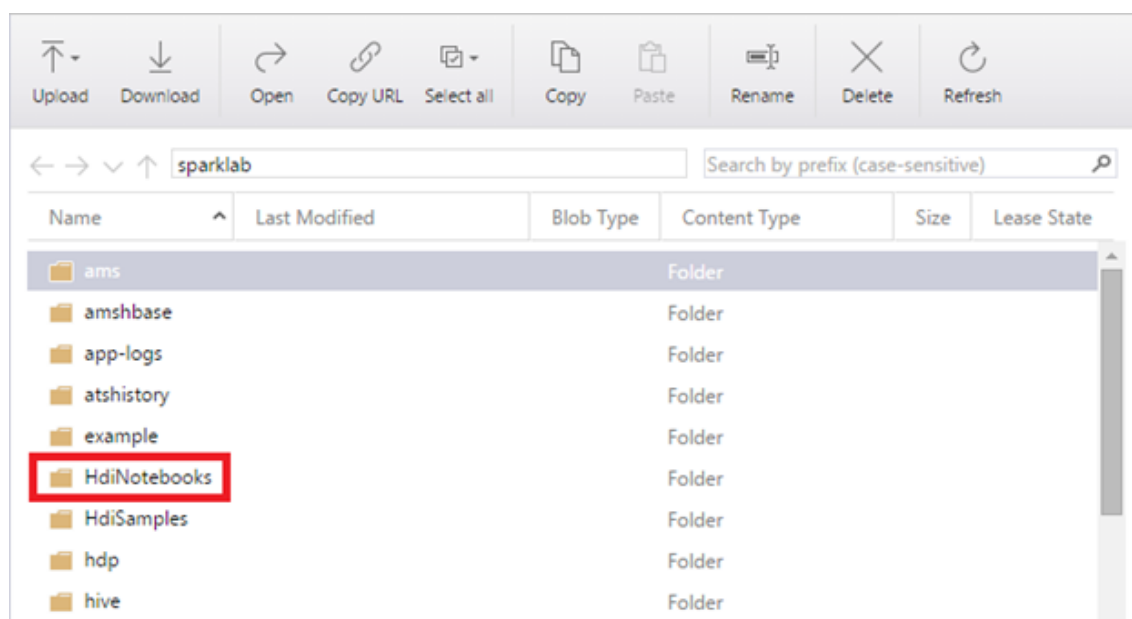 Upload Download Open Copy URL Select all Copy Paste Rename Delete Refresh
sparklab Search by prefix (case-sensitive)
Name Last Modified Blob Type Content Type Size Lease State
ams Folder
amshbase Folder
app-logs Folder
atshistory Folder
example Folder
HdiNotebooks Folder
HdiSamples Folder
hdp Folder
hive Folder